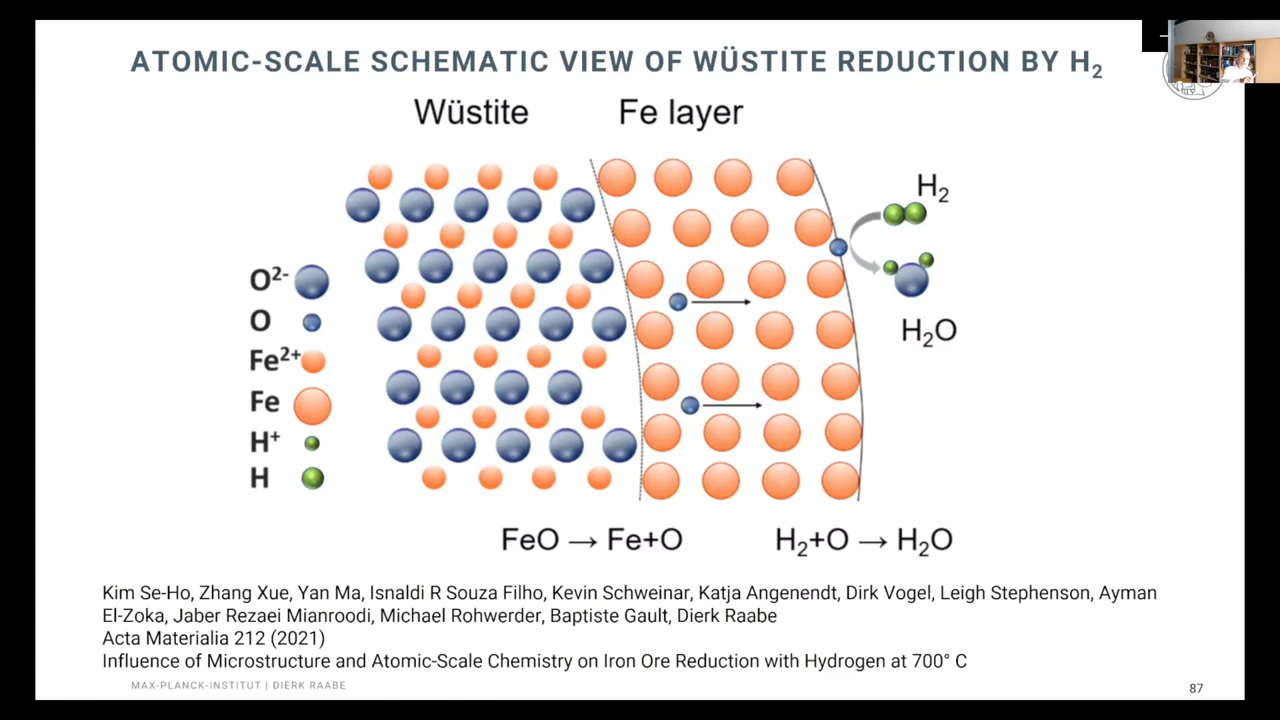 ATOMIC-SCALE SCHEMATIC VIEW OF WÜSTITE REDUCTION BY H₂
Wüstite
Fe layer
H₂
O²⁻
O
Fe²⁺
Fe
H⁺
H
H₂O
FeO → Fe+O
H₂+O → H₂O
Kim Se-Ho, Zhang Xue, Yan Ma, Isnaldi R Souza Filho, Kevin Schweinar, Katja Angenendt, Dirk Vogel, Leigh Stephenson, Ayman
El-Zoka, Jaber Rezaei Mianroodi, Michael Rohwerder, Baptiste Gault, Dierk Raabe
Acta Materialia 212 (2021)
Influence of Microstructure and Atomic-Scale Chemistry on Iron Ore Reduction with Hydrogen at 700° C
MAX-PLANCK-INSTITUT | DIERK RAABE
87